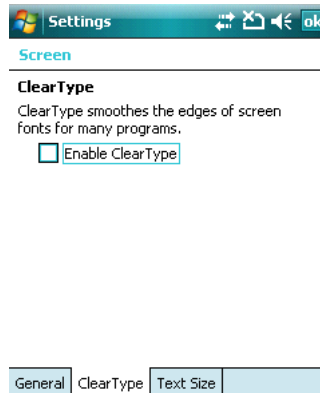 Settings
ok
Screen
ClearType
ClearType smoothes the edges of screen
fonts for many programs.
Enable ClearType
General ClearType Text Size